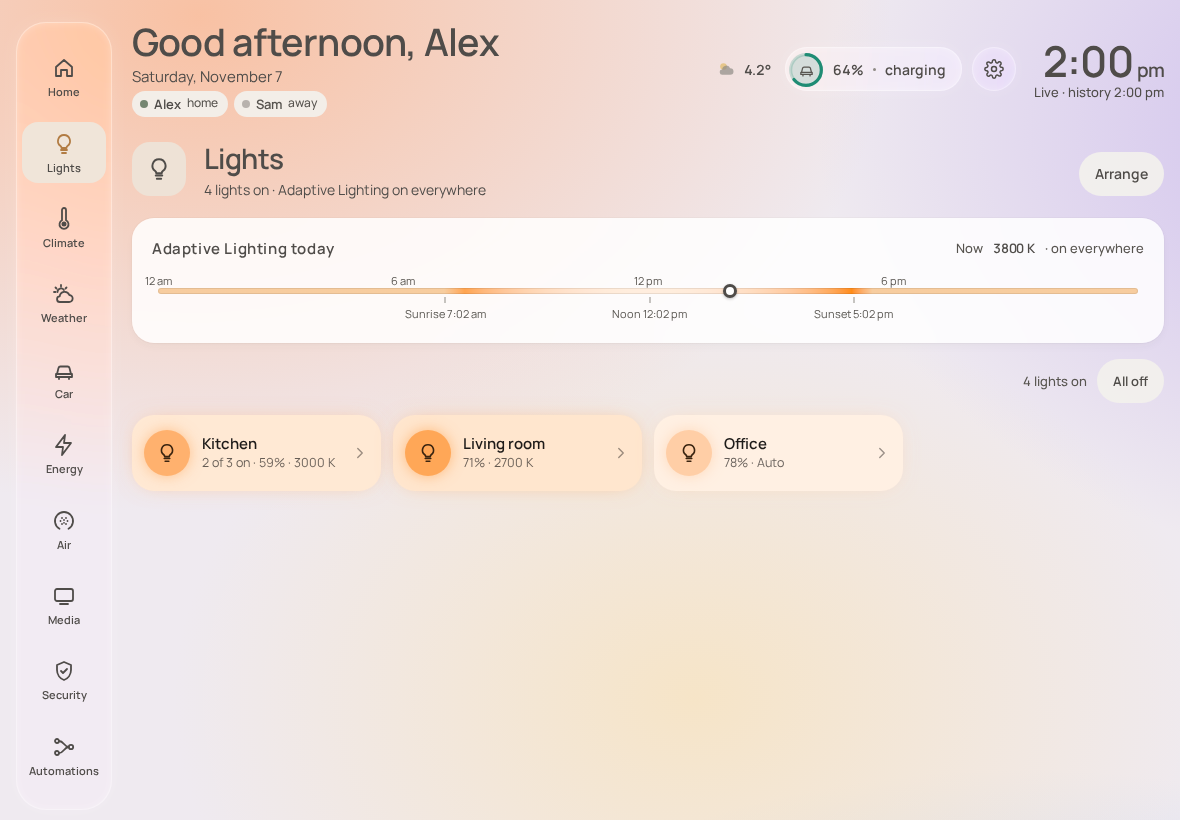 Good afternoon, Alex
Saturday, November 7
Alex home
Sam away
4.2°
64% • charging
2:00 pm
Live · history 2:00 pm
Home
Lights
Climate
Weather
Car
Energy
Air
Media
Security
Automations
Lights
4 lights on · Adaptive Lighting on everywhere
Arrange
Adaptive Lighting today
Now 3800 K · on everywhere
12 am
6 am
12 pm
6 pm
Sunrise 7:02 am
Noon 12:02 pm
Sunset 5:02 pm
4 lights on
All off
Kitchen
2 of 3 on · 59% · 3000 K
Living room
71% · 2700 K
Office
78% · Auto